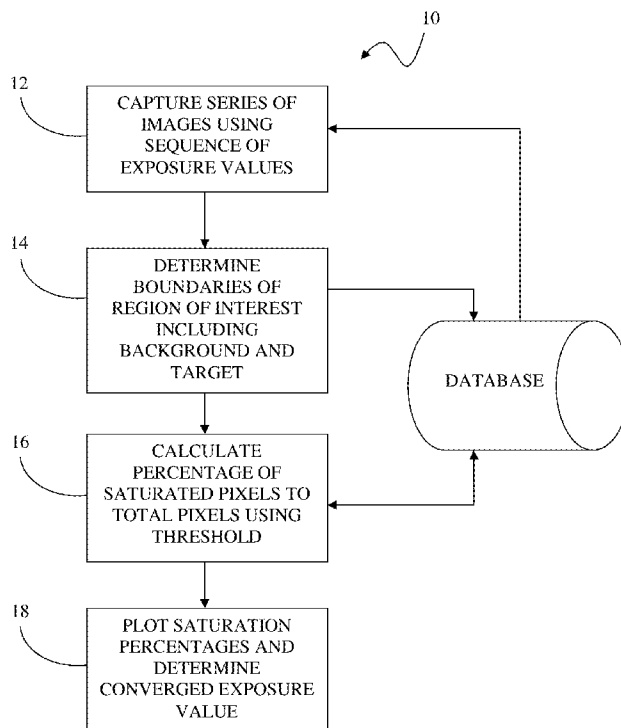 10
12
CAPTURE SERIES OF
IMAGES USING
SEQUENCE OF
EXPOSURE VALUES
14
DETERMINE
BOUNDARIES OF
REGION OF INTEREST
INCLUDING
BACKGROUND AND
TARGET
DATABASE
16
CALCULATE
PERCENTAGE OF
SATURATED PIXELS TO
TOTAL PIXELS USING
THRESHOLD
18
PLOT SATURATION
PERCENTAGES AND
DETERMINE
CONVERGED EXPOSURE
VALUE